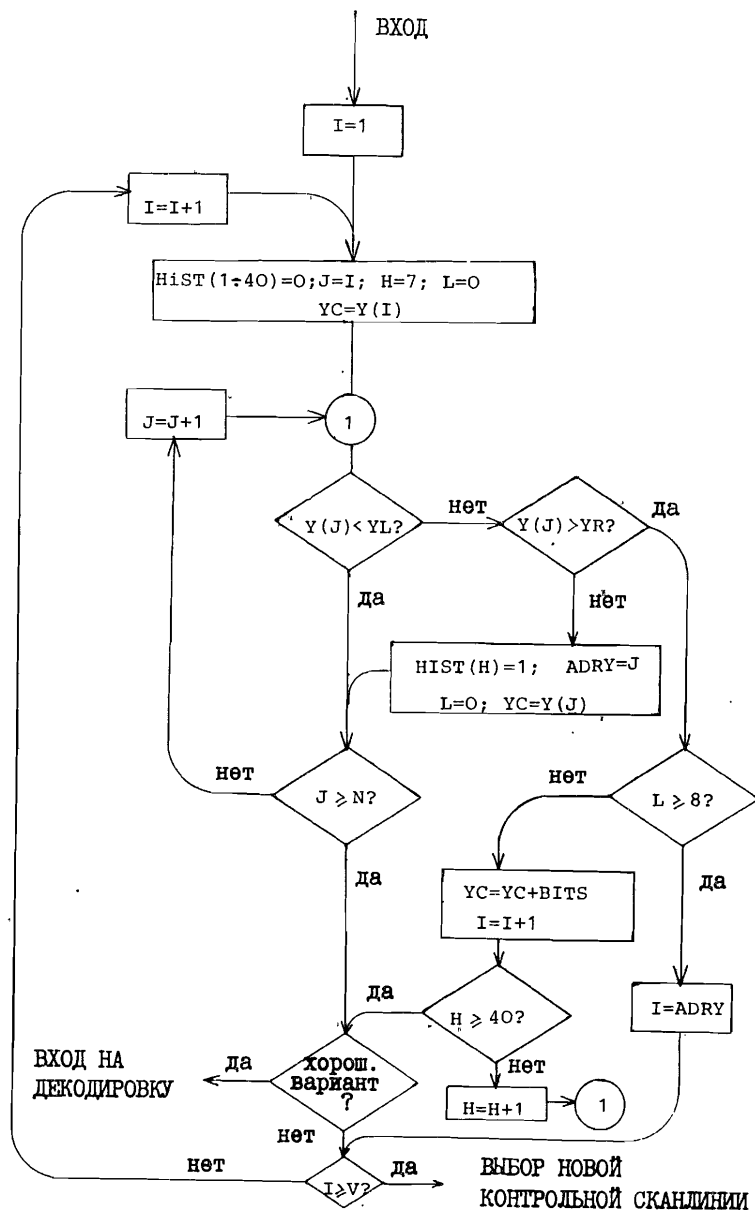 ВХОД
I=1
I=I+1
HiST(1÷40)=0;J=I; H=7; L=0
YC=Y(I)
J=J+1
1
Y(J)<YL?
нет
Y(J)>YR?
да
да
нет
HIST(H)=1; ADRY=J
L=0; YC=Y(J)
нет
J⩾N?
нет
L⩾8?
да
да
YC=YC+BITS
I=I+1
да
H⩾40?
I=ADRY
ВХОД НА
ДЕКОДИРОВКУ
да
хорош.
вариант
?
нет
H=H+1
1
нет
нет
I⩾V?
да
ВЫБОР НОВОЙ
КОНТРОЛЬНОЙ СКАНЛИНИИ